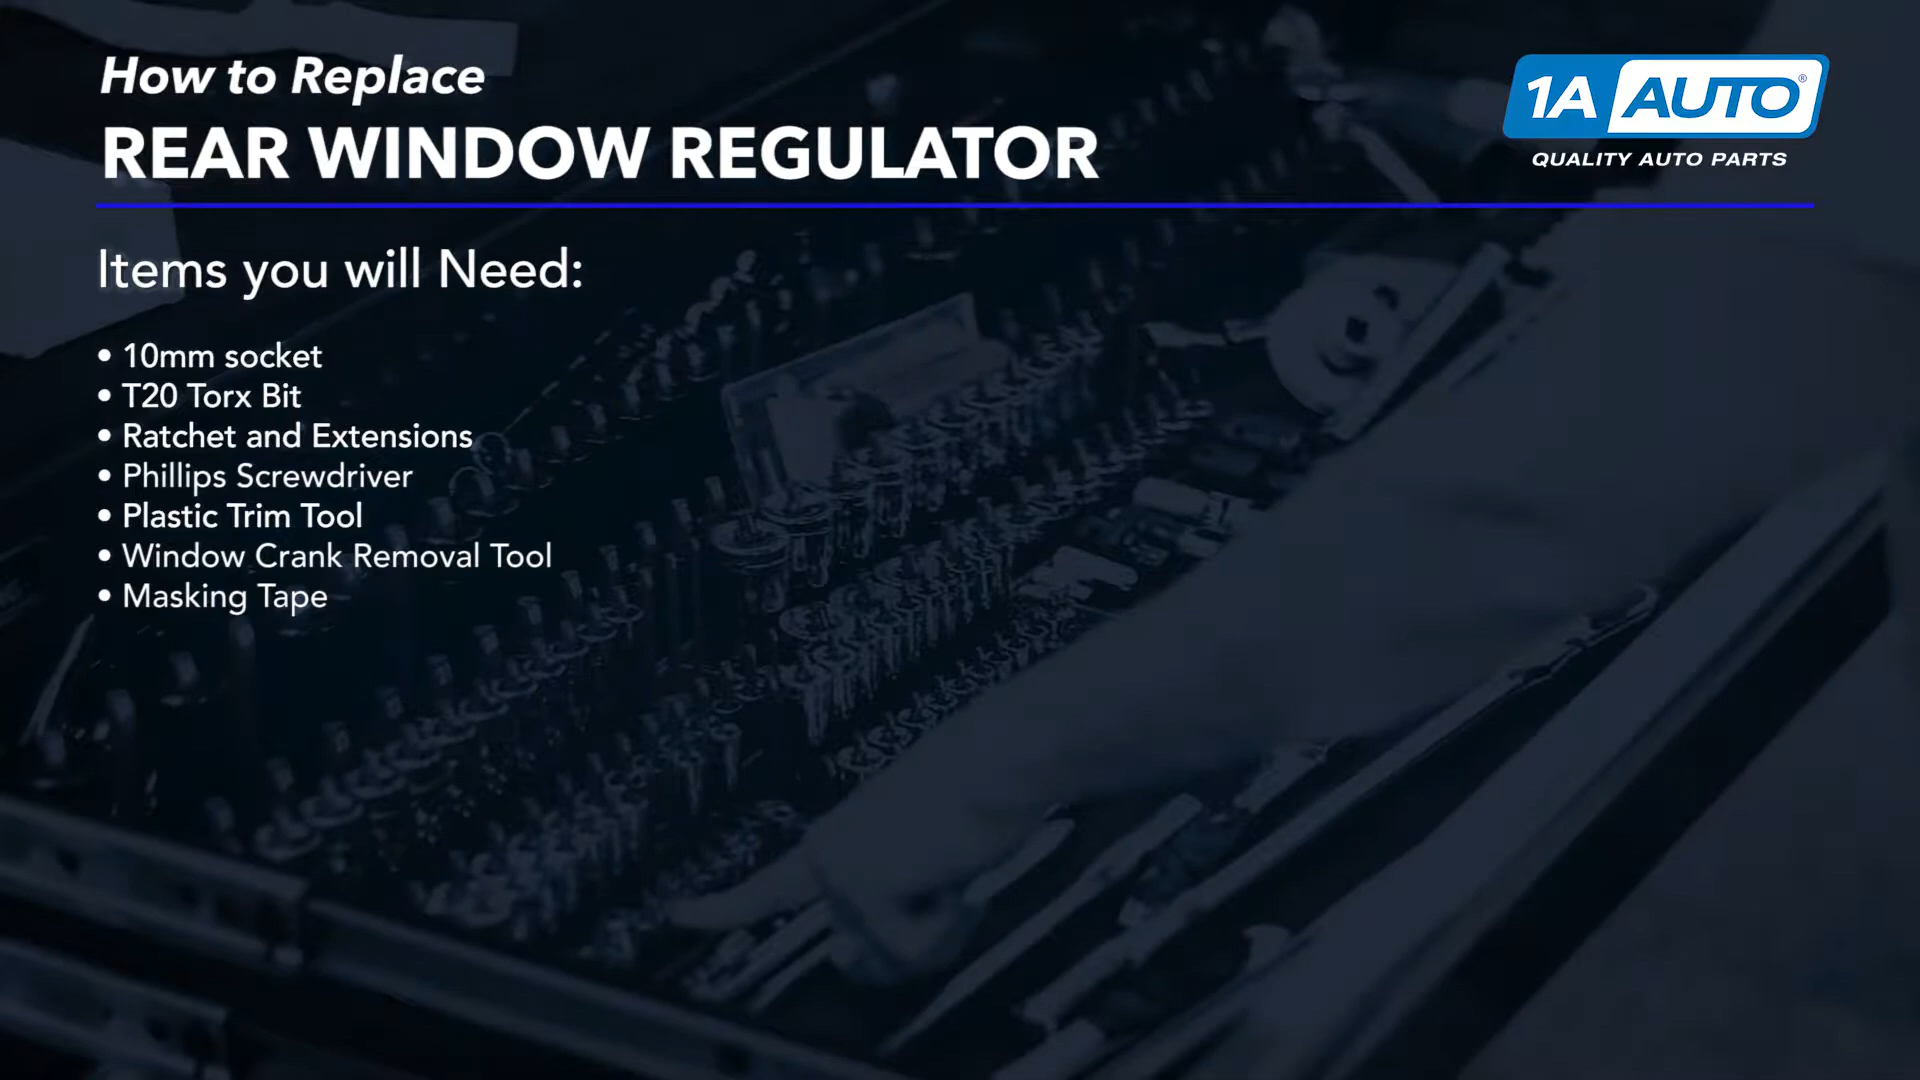 How to Replace
REAR WINDOW REGULATOR
1A AUTO®
QUALITY AUTO PARTS
Items you will Need:
• 10mm socket
• T20 Torx Bit
• Ratchet and Extensions
• Phillips Screwdriver
• Plastic Trim Tool
• Window Crank Removal Tool
• Masking Tape